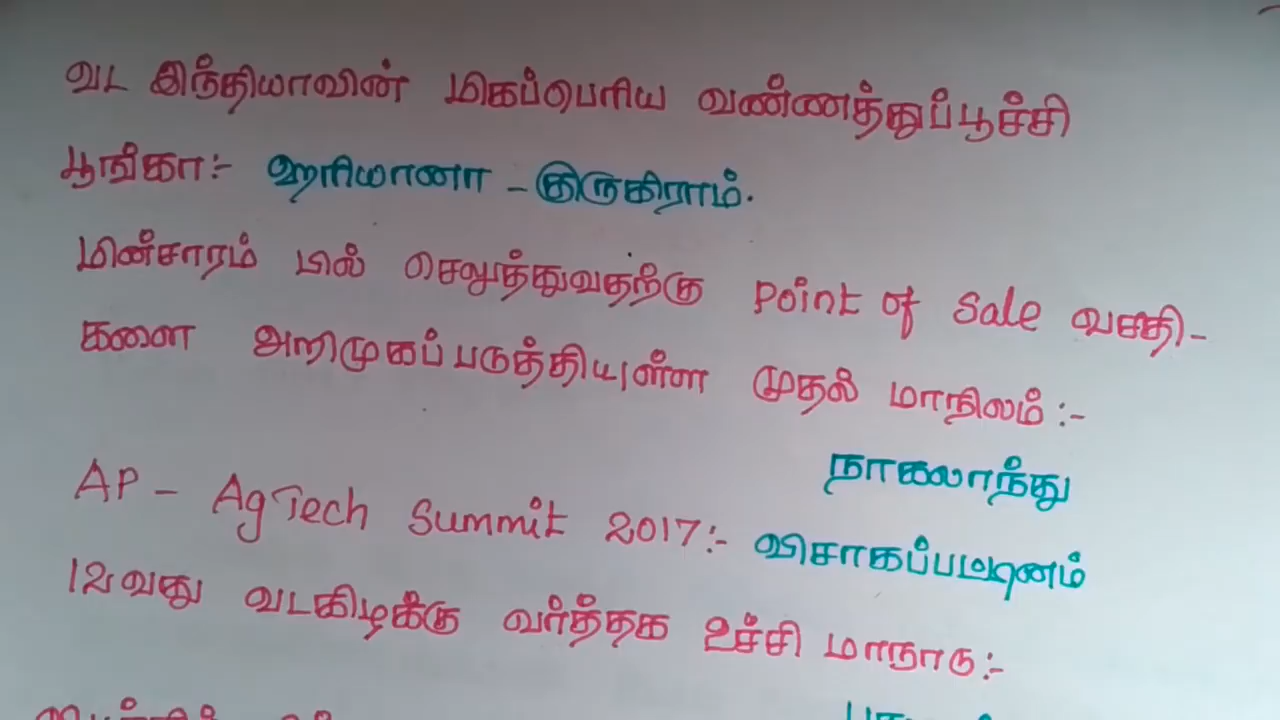 வட இந்தியாவின் மிகப்பெரிய வண்ணத்துப்பூச்சி
பூங்கா:- ஹரியானா - குருகிராம்.
மின்சாரம் பில் செலுத்துவதற்கு Point of Sale வசதி-
களை அறிமுகப்படுத்தியுள்ள முதல் மாநிலம்:-
நாகலாந்து
AP - AgTech Summit 2017:- விசாகப்பட்டினம்
12வது வடகிழக்கு வர்த்தக உச்சி மாநாடு:-